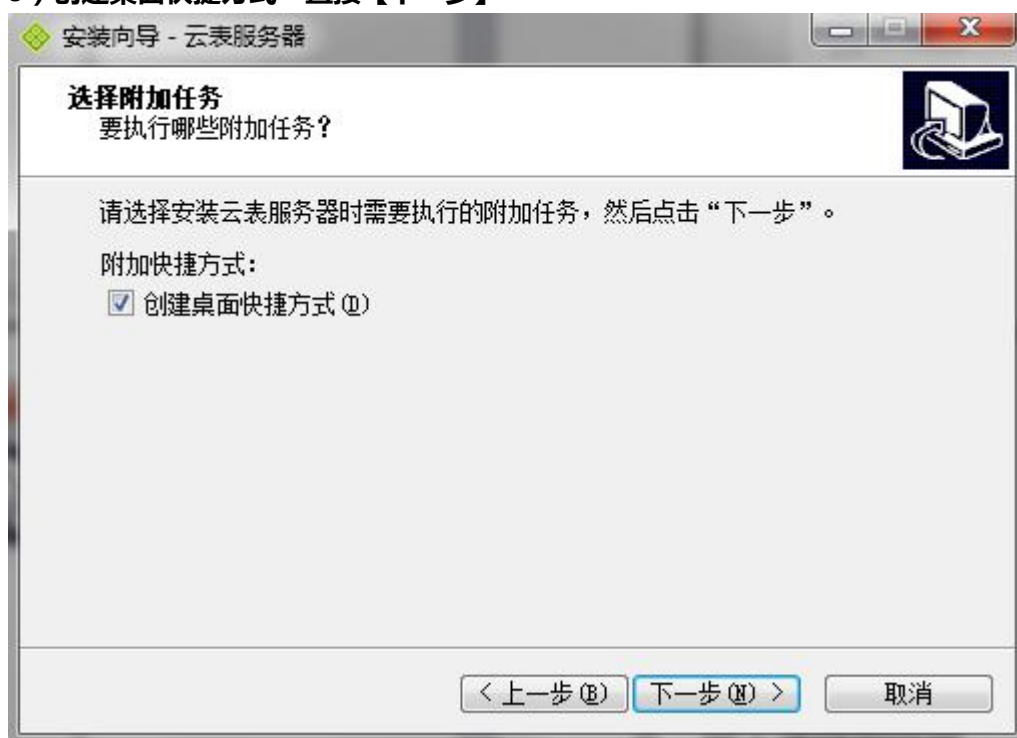 安装向导 - 云表服务器
选择附加任务
要执行哪些附加任务?
请选择安装云表服务器时需要执行的附加任务，然后点击“下一步”。
附加快捷方式:
创建桌面快捷方式(D)
<上一步(B)
下一步(N)>
取消